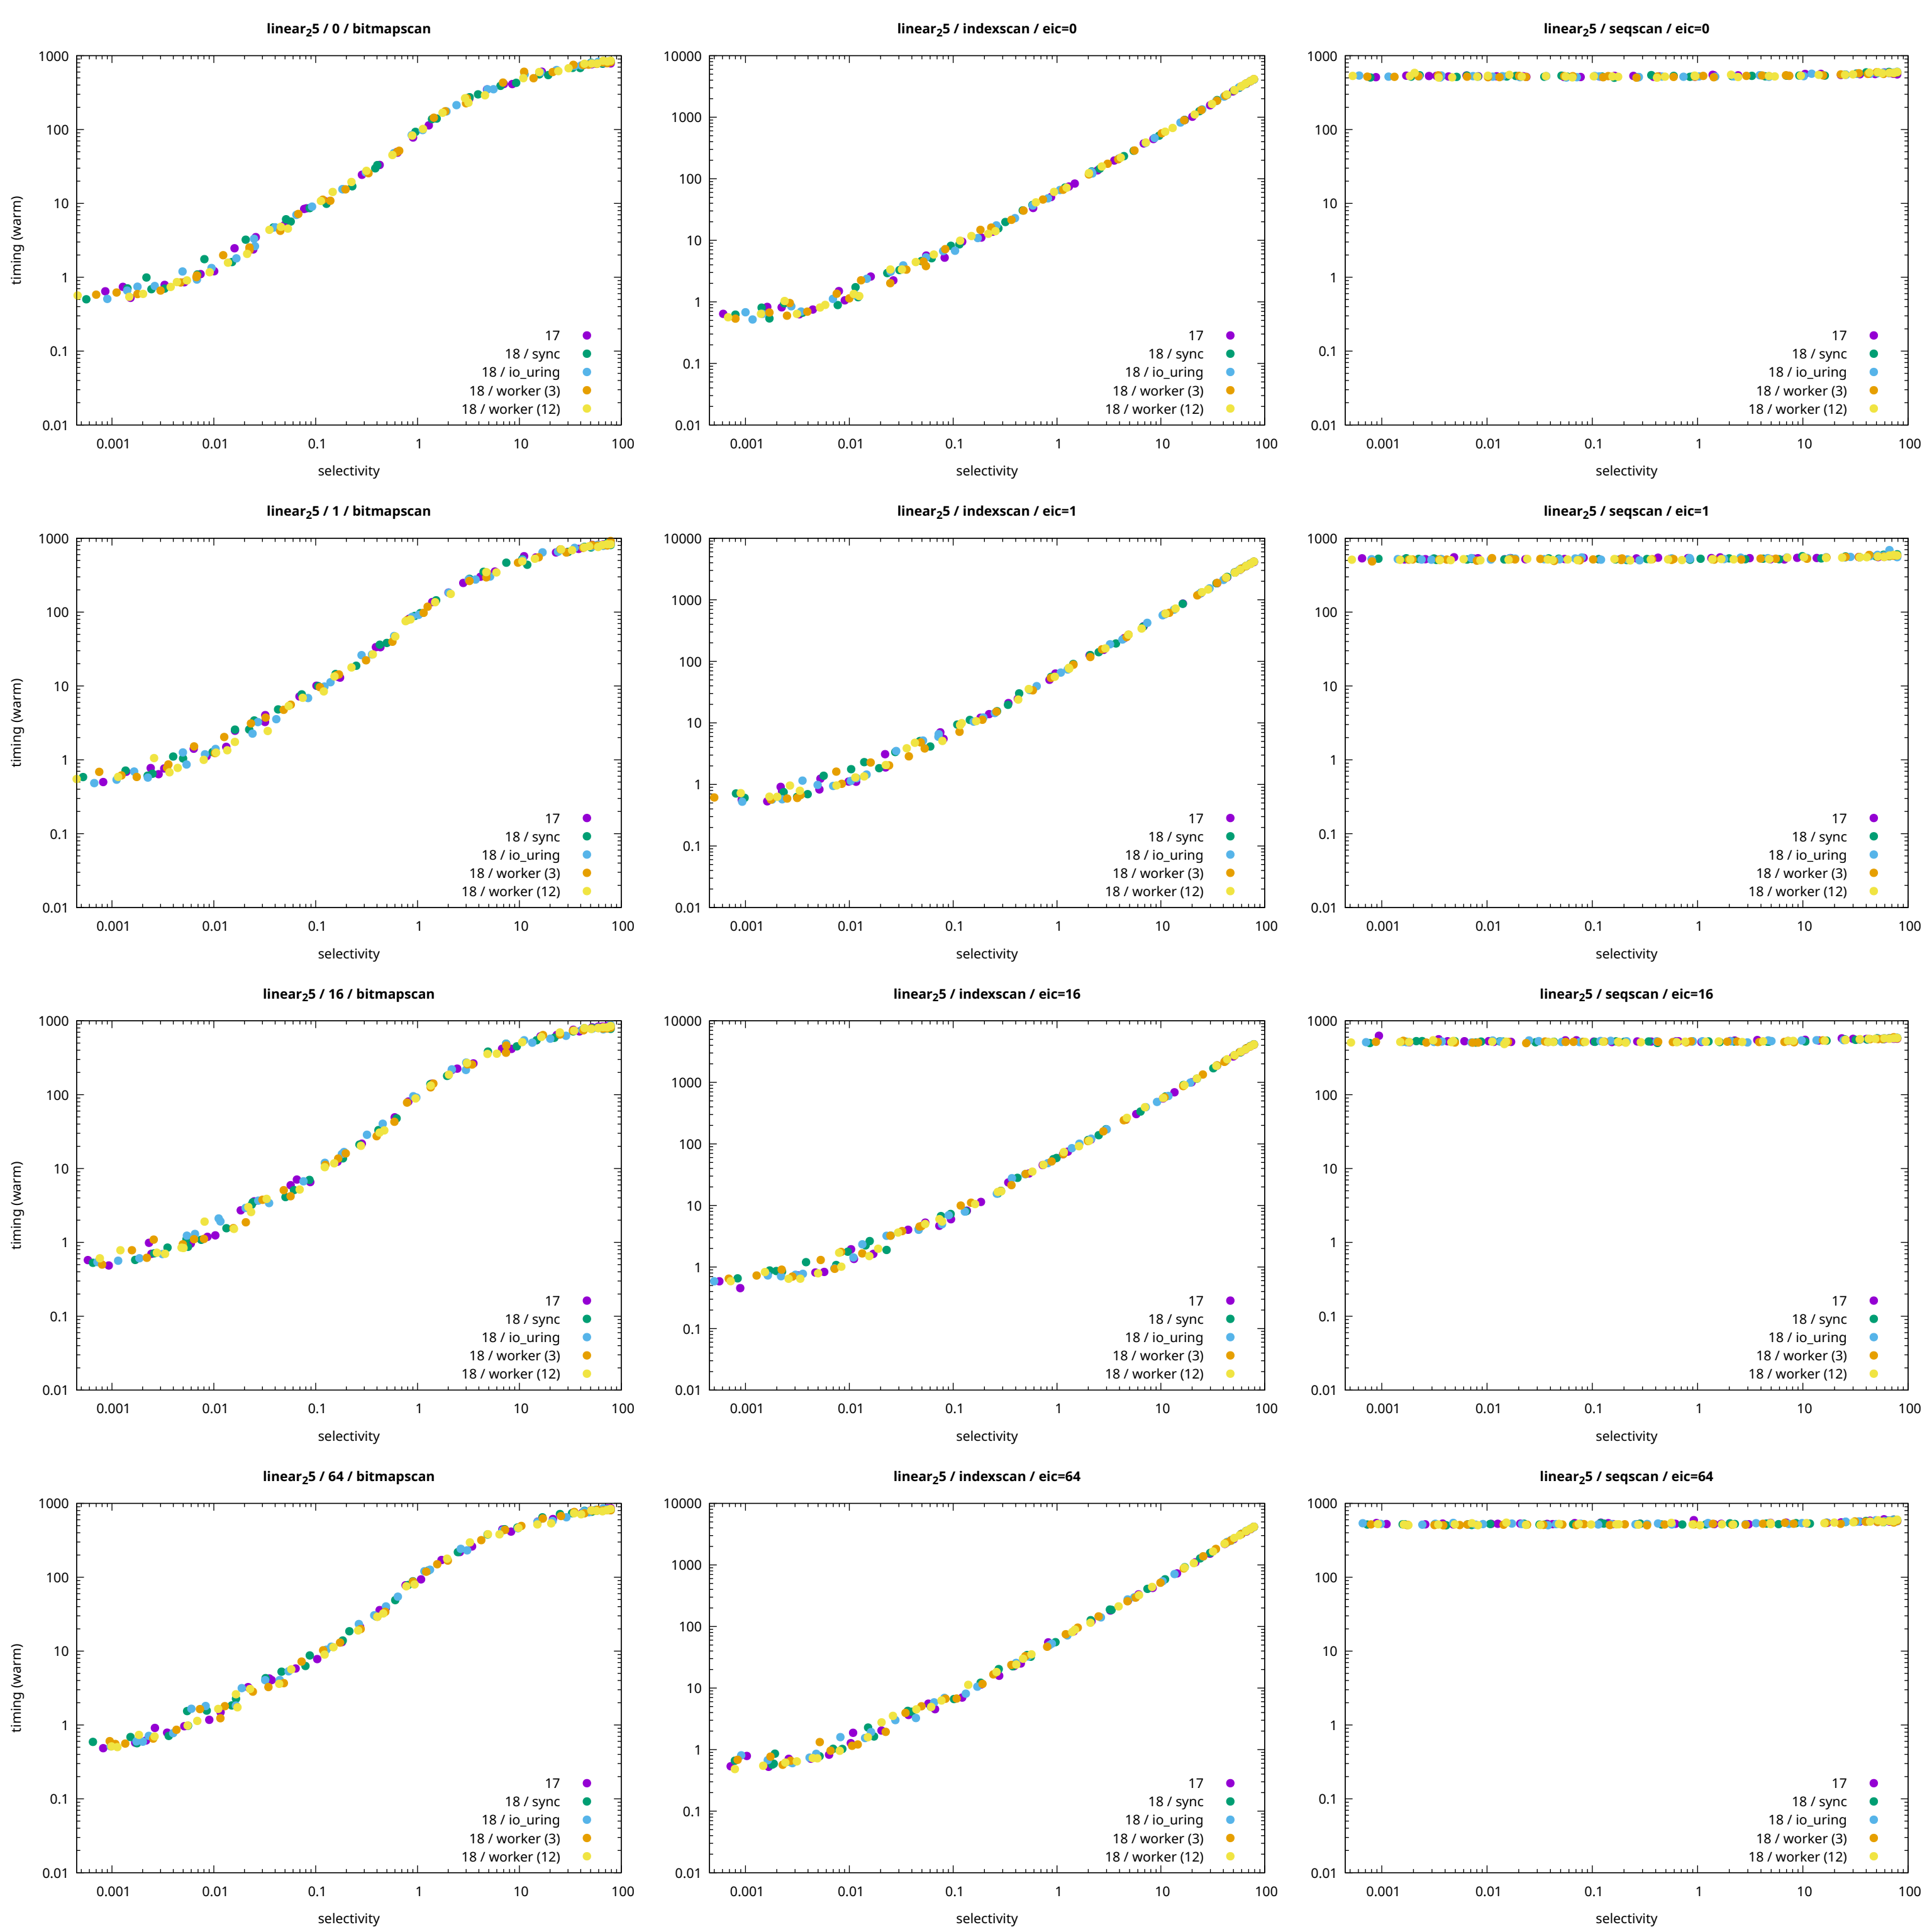 linear₂5 / 0 / bitmapscan
1000
100
10
1
0.1
0.01
timing (warm)
17
18 / sync
18 / io_uring
18 / worker (3)
18 / worker (12)
0.001 0.01 0.1 1 10 100
selectivity
linear₂5 / indexscan / eic=0
10000
1000
100
10
1
0.1
0.01
17
18 / sync
18 / io_uring
18 / worker (3)
18 / worker (12)
0.001 0.01 0.1 1 10 100
selectivity
linear₂5 / seqscan / eic=0
1000
100
10
1
0.1
0.01
17
18 / sync
18 / io_uring
18 / worker (3)
18 / worker (12)
0.001 0.01 0.1 1 10 100
selectivity
linear₂5 / 1 / bitmapscan
1000
100
10
1
0.1
0.01
timing (warm)
17
18 / sync
18 / io_uring
18 / worker (3)
18 / worker (12)
0.001 0.01 0.1 1 10 100
selectivity
linear₂5 / indexscan / eic=1
10000
1000
100
10
1
0.1
0.01
17
18 / sync
18 / io_uring
18 / worker (3)
18 / worker (12)
0.001 0.01 0.1 1 10 100
selectivity
linear₂5 / seqscan / eic=1
1000
100
10
1
0.1
0.01
17
18 / sync
18 / io_uring
18 / worker (3)
18 / worker (12)
0.001 0.01 0.1 1 10 100
selectivity
linear₂5 / 16 / bitmapscan
1000
100
10
1
0.1
0.01
timing (warm)
17
18 / sync
18 / io_uring
18 / worker (3)
18 / worker (12)
0.001 0.01 0.1 1 10 100
selectivity
linear₂5 / indexscan / eic=16
10000
1000
100
10
1
0.1
0.01
17
18 / sync
18 / io_uring
18 / worker (3)
18 / worker (12)
0.001 0.01 0.1 1 10 100
selectivity
linear₂5 / seqscan / eic=16
1000
100
10
1
0.1
0.01
17
18 / sync
18 / io_uring
18 / worker (3)
18 / worker (12)
0.001 0.01 0.1 1 10 100
selectivity
linear₂5 / 64 / bitmapscan
1000
100
10
1
0.1
0.01
timing (warm)
17
18 / sync
18 / io_uring
18 / worker (3)
18 / worker (12)
0.001 0.01 0.1 1 10 100
selectivity
linear₂5 / indexscan / eic=64
10000
1000
100
10
1
0.1
0.01
17
18 / sync
18 / io_uring
18 / worker (3)
18 / worker (12)
0.001 0.01 0.1 1 10 100
selectivity
linear₂5 / seqscan / eic=64
1000
100
10
1
0.1
0.01
17
18 / sync
18 / io_uring
18 / worker (3)
18 / worker (12)
0.001 0.01 0.1 1 10 100
selectivity